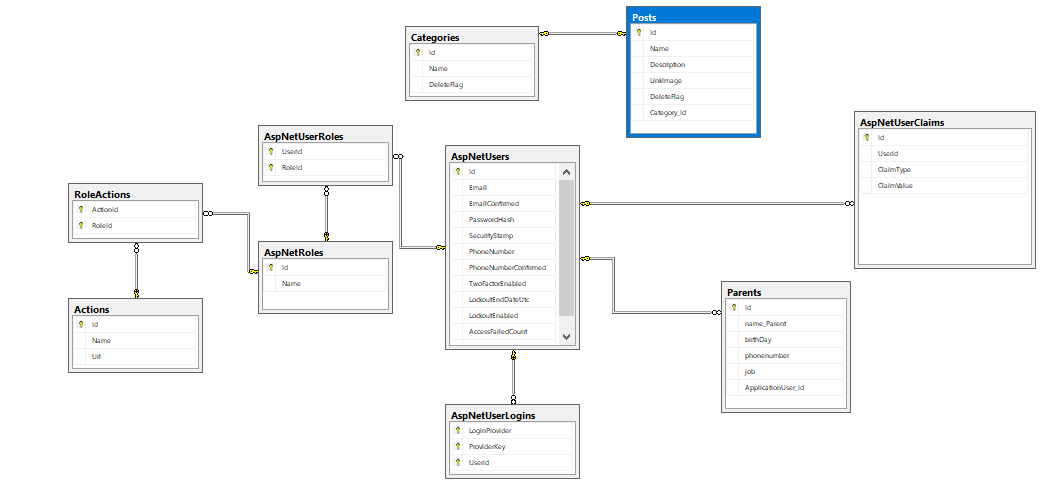 Posts
Id
Name
Description
LinkImage
DeleteFlag
Category_Id
Categories
Id
Name
DeleteFlag
AspNetUserClaims
Id
UserId
ClaimType
ClaimValue
AspNetUserRoles
UserId
RoleId
AspNetUsers
Id
Email
EmailConfirmed
PasswordHash
SecurityStamp
PhoneNumber
PhoneNumberConfirmed
TwoFactorEnabled
LockoutEndDateUtc
LockoutEnabled
AccessFailedCount
RoleActions
ActionId
RoleId
AspNetRoles
Id
Name
Actions
Id
Name
Url
Parents
Id
name_Parent
birthDay
phonenumber
job
ApplicationUser_Id
AspNetUserLogins
LoginProvider
ProviderKey
UserId